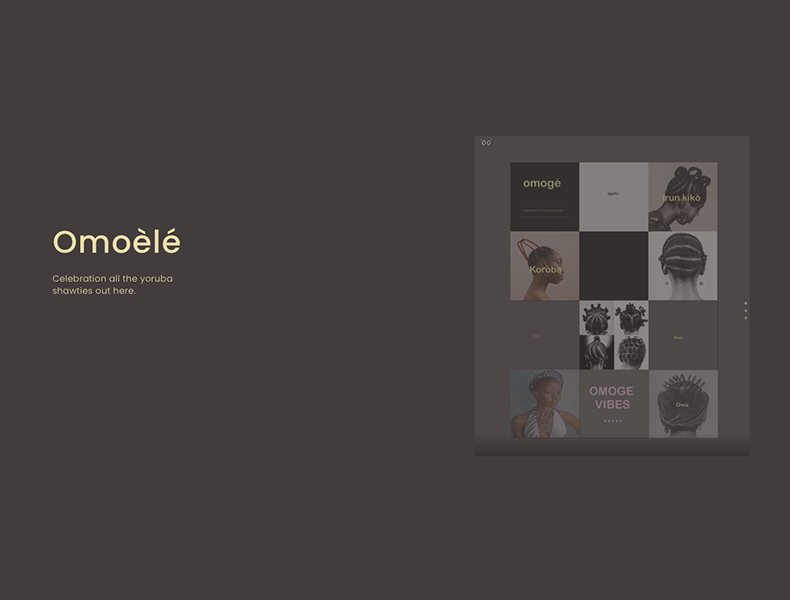 Omoèlé
Celebration all the yoruba
shawties out here.
omogé
Irun kiko
Koroba
OMOGE
VIBES
Owu